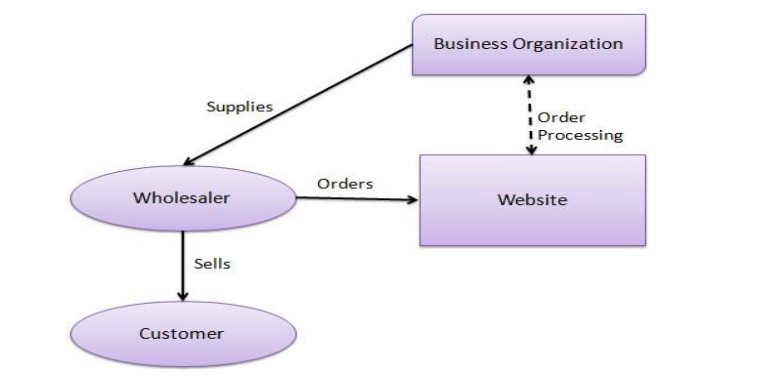 Business Organization
Supplies
Order
Processing
Wholesaler
Orders
Website
Sells
Customer